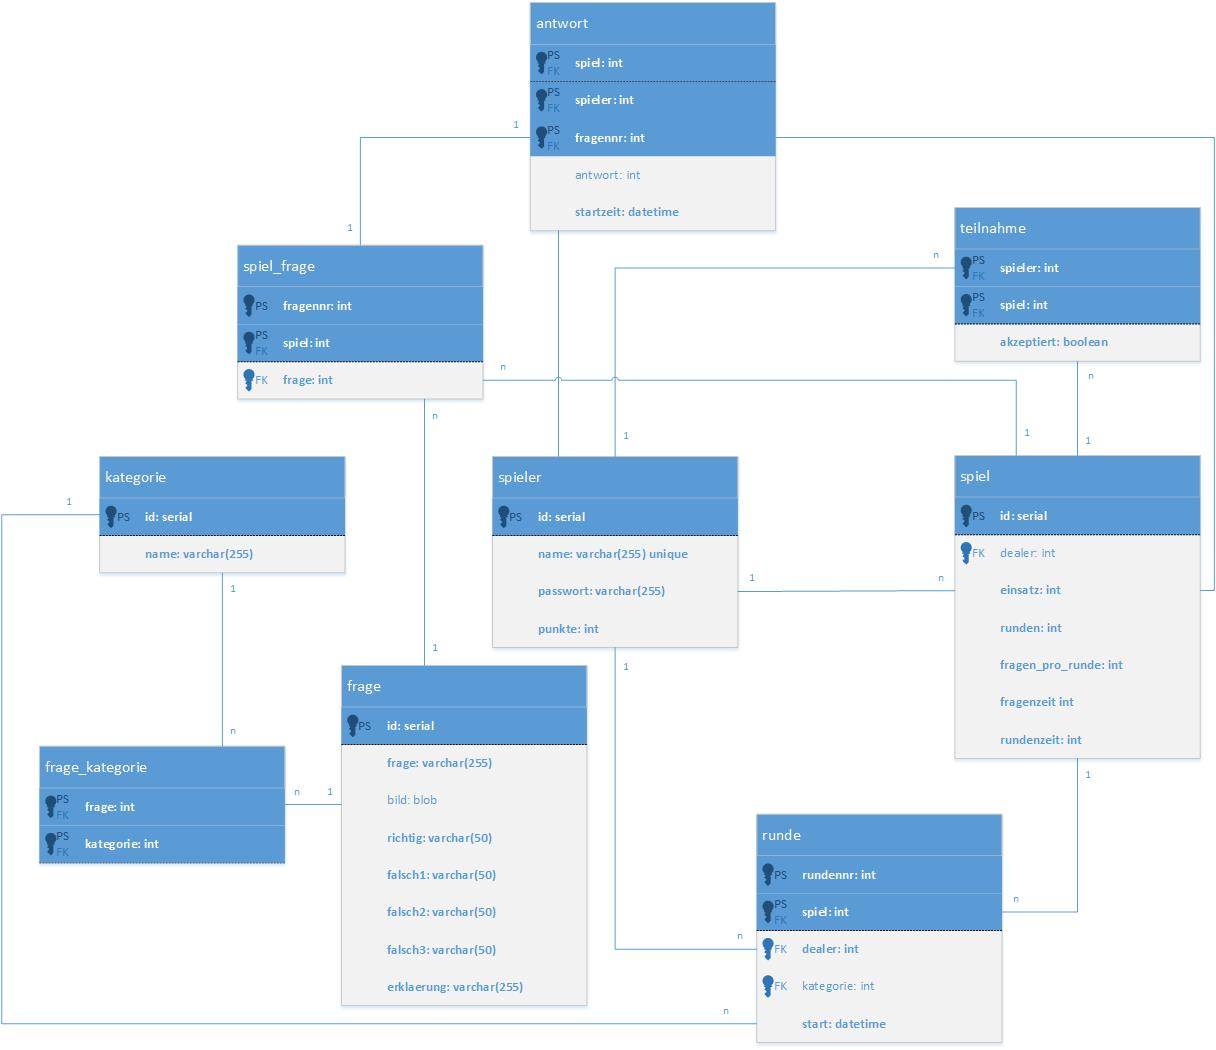 antwort
PS
FK
spiel: int
PS
FK
spieler: int
PS
FK
fragennr: int
antwort: int
startzeit: datetime
1
1
teilnahme
PS
FK
spieler: int
PS
FK
spiel: int
akzeptiert: boolean
n
n
1
1
spiel_frage
PS
fragennr: int
PS
FK
spiel: int
FK
frage: int
n
n
1
1
kategorie
PS
id: serial
name: varchar(255)
1
1
n
spieler
PS
id: serial
name: varchar(255) unique
passwort: varchar(255)
punkte: int
1
n
1
spiel
PS
id: serial
FK
dealer: int
einsatz: int
runden: int
fragen_pro_runde: int
fragenzeit int
rundenzeit: int
1
n
frage_kategorie
PS
FK
frage: int
PS
FK
kategorie: int
n
1
frage
PS
id: serial
frage: varchar(255)
bild: blob
richtig: varchar(50)
falsch1: varchar(50)
falsch2: varchar(50)
falsch3: varchar(50)
erklaerung: varchar(255)
runde
PS
rundennr: int
PS
FK
spiel: int
FK
dealer: int
FK
kategorie: int
start: datetime
n
n